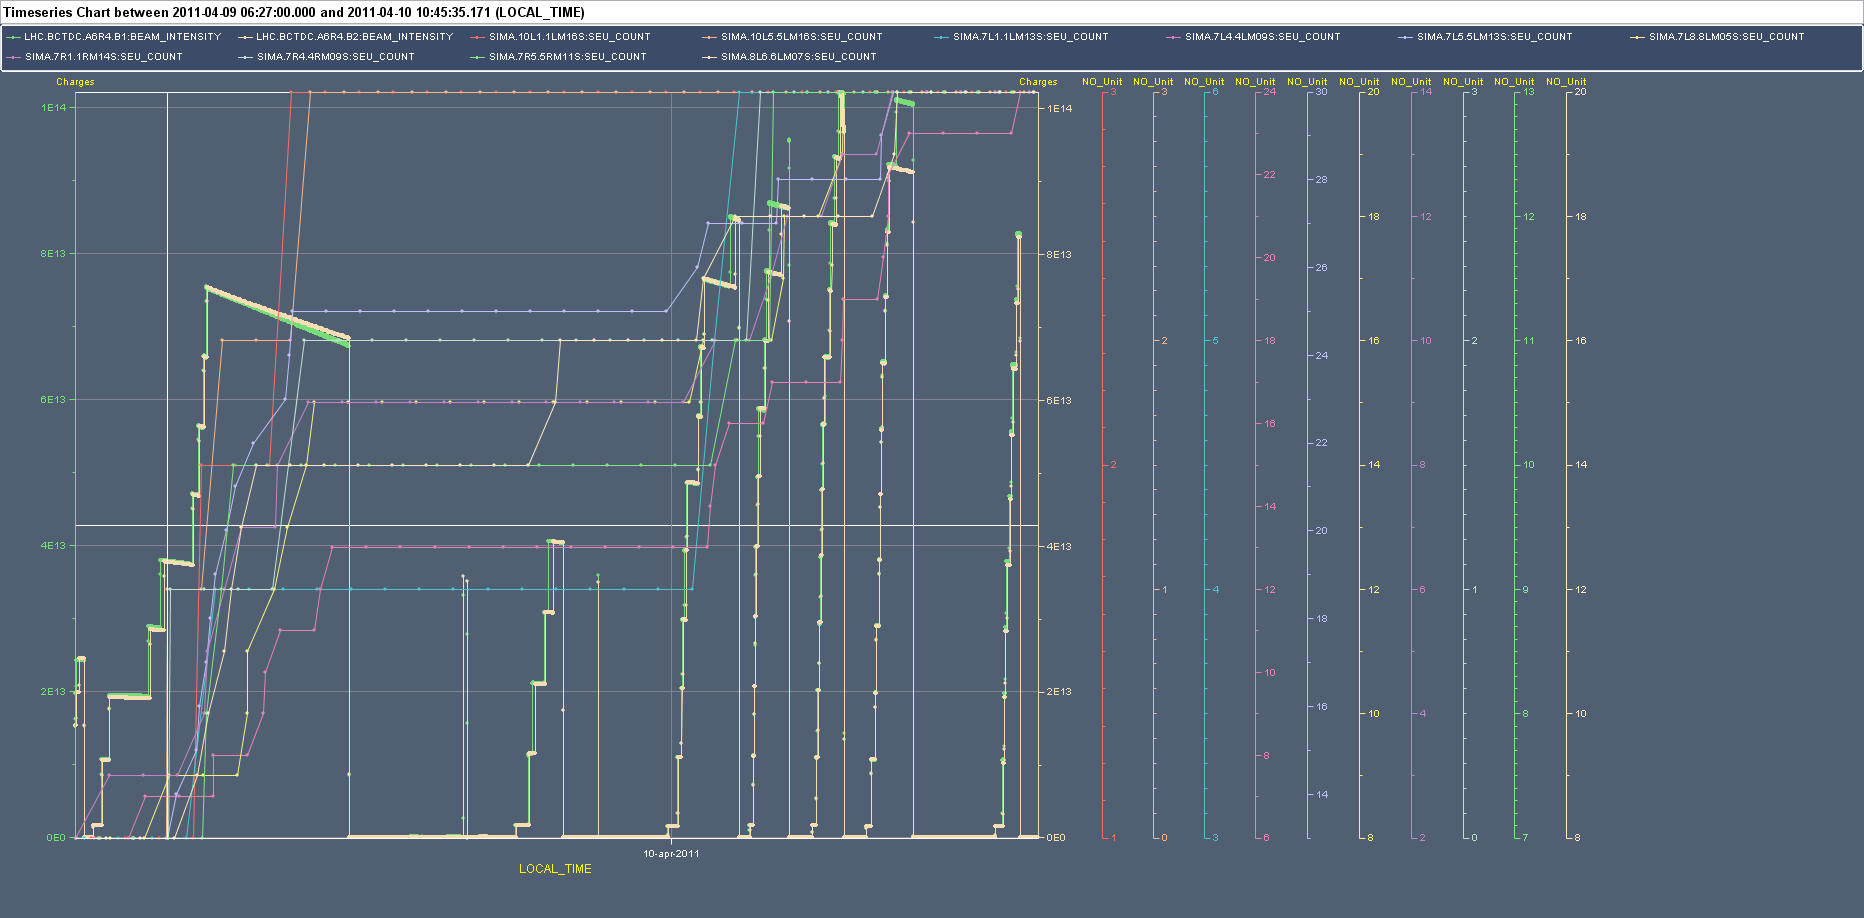 Timeseries Chart between 2011-04-09 06:27:00.000 and 2011-04-10 10:45:35.171 (LOCAL_TIME)
LHC.BCTDC.A6R4.B1:BEAM_INTENSITY LHC.BCTDC.A6R4.B2:BEAM_INTENSITY SIMA.10L1.1LM16S:SEU_COUNT SIMA.10L5.5LM16S:SEU_COUNT SIMA.7L1.1LM13S:SEU_COUNT SIMA.7L4.4LM09S:SEU_COUNT SIMA.7L5.5LM13S:SEU_COUNT SIMA.7L8.8LM05S:SEU_COUNT
SIMA.7R1.1RM14S:SEU_COUNT SIMA.7R4.4RM09S:SEU_COUNT SIMA.7R5.5RM11S:SEU_COUNT SIMA.8L6.6LM07S:SEU_COUNT
Charges Charges NO_Unit NO_Unit NO_Unit NO_Unit NO_Unit NO_Unit NO_Unit NO_Unit NO_Unit NO_Unit
3 3 6 24 30 20 14 3 13 20
1E14 1E14
22 28
18 12 12 18
8E13 8E13 20 26
2 5 18 16 10 2 11 16
24
6E13 6E13
16 22
2 14 8 10 14
14
20
4E13 4E13
1 4 12 12 6 1 9 12
18
10
2E13 2E13
16 10 4 8 10
8
14
0E0 0E0 1 0 3 6 8 2 0 7 8
10-apr-2011
LOCAL_TIME